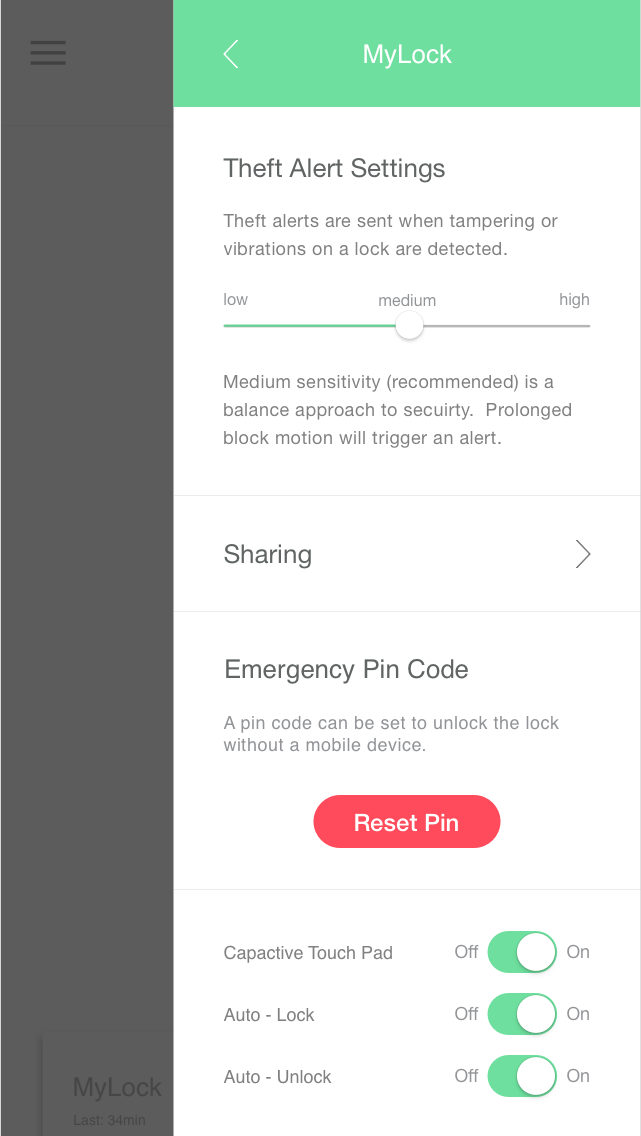 MyLock
Theft Alert Settings
Theft alerts are sent when tampering or
vibrations on a lock are detected.
low medium high
Medium sensitivity (recommended) is a
balance approach to secuirty.  Prolonged
block motion will trigger an alert.
Sharing
Emergency Pin Code
A pin code can be set to unlock the lock
without a mobile device.
Reset Pin
Capactive Touch Pad Off On
Auto - Lock Off On
Auto - Unlock Off On
MyLock
Last: 34min